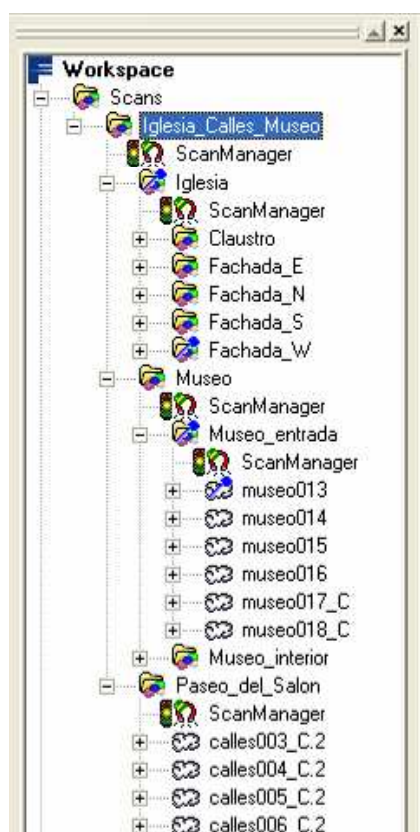 Workspace
Scans
Iglesia_Calles_Museo
ScanManager
Iglesia
ScanManager
Claustro
Fachada_E
Fachada_N
Fachada_S
Fachada_W
Museo
ScanManager
Museo_entrada
ScanManager
museo013
museo014
museo015
museo016
museo017_C
museo018_C
Museo_interior
Paseo_del_Salon
ScanManager
calles003_C.2
calles004_C.2
calles005_C.2
calles006_C.2